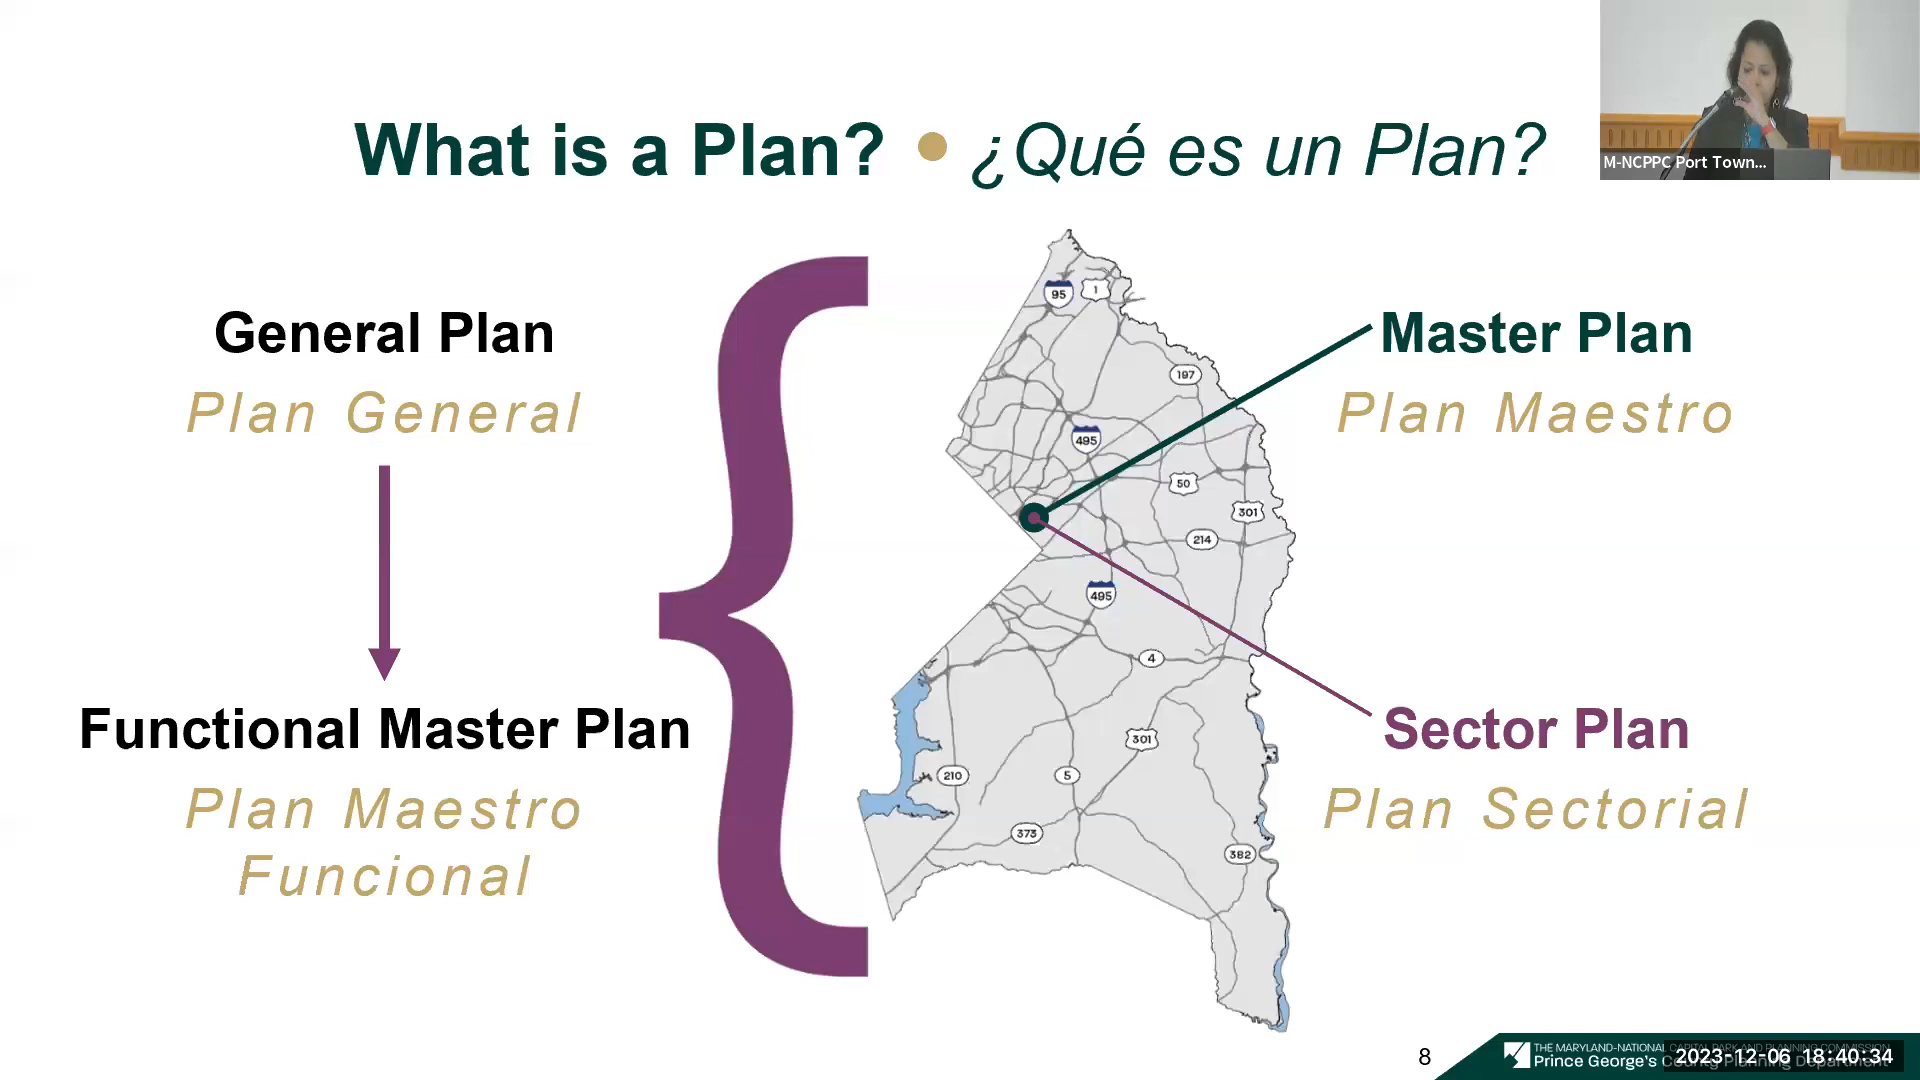 What is a Plan? • ¿Qué es un Plan?
M-NCPPC Port Town...
General Plan
Plan General
Functional Master Plan
Plan Maestro
Funcional
95
1
197
495
50
301
214
495
4
301
210
5
373
382
Master Plan
Plan Maestro
Sector Plan
Plan Sectorial
8
THE MARYLAND-NATIONAL CAPITAL PARK AND PLANNING COMMISSION
Prince George's County Planning Department
2023-12-06 18:40:34